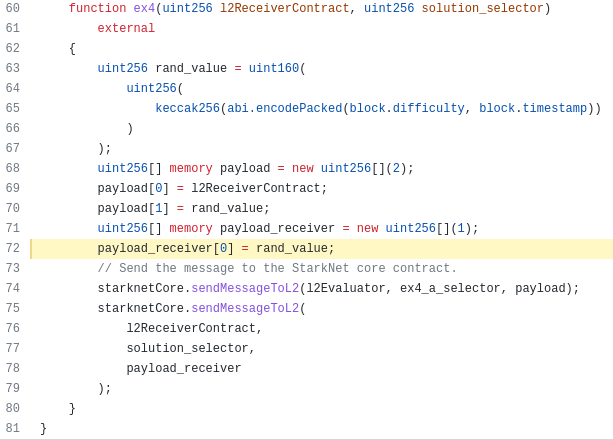 60 function ex4(uint256 l2ReceiverContract, uint256 solution_selector)
61 external
62 {
63 uint256 rand_value = uint160(
64 uint256(
65 keccak256(abi.encodePacked(block.difficulty, block.timestamp))
66 )
67 );
68 uint256[] memory payload = new uint256[](2);
69 payload[0] = l2ReceiverContract;
70 payload[1] = rand_value;
71 uint256[] memory payload_receiver = new uint256[](1);
72 payload_receiver[0] = rand_value;
73 // Send the message to the StarkNet core contract.
74 starknetCore.sendMessageToL2(l2Evaluator, ex4_a_selector, payload);
75 starknetCore.sendMessageToL2(
76 l2ReceiverContract,
77 solution_selector,
78 payload_receiver
79 );
80 }
81 }